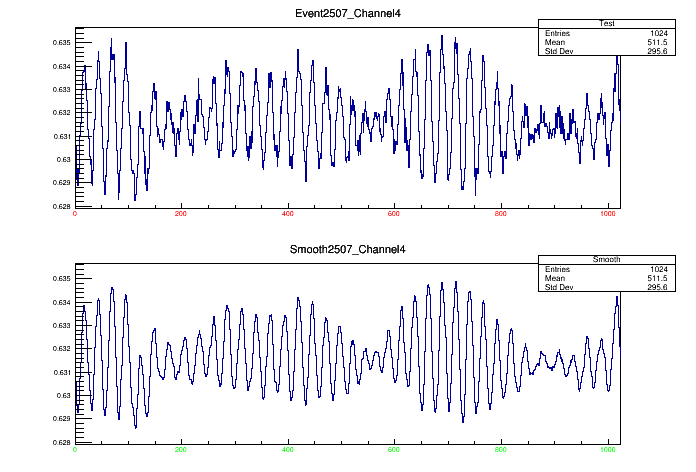 Event2507_Channel4
Test
Entries 1024
Mean 511.5
Std Dev 295.6
0.635
0.634
0.633
0.632
0.631
0.63
0.629
0.628
0 200 400 600 800 1000
Smooth2507_Channel4
Smooth
Entries 1024
Mean 511.5
Std Dev 295.6
0.635
0.634
0.633
0.632
0.631
0.63
0.629
0.628
0 200 400 600 800 1000